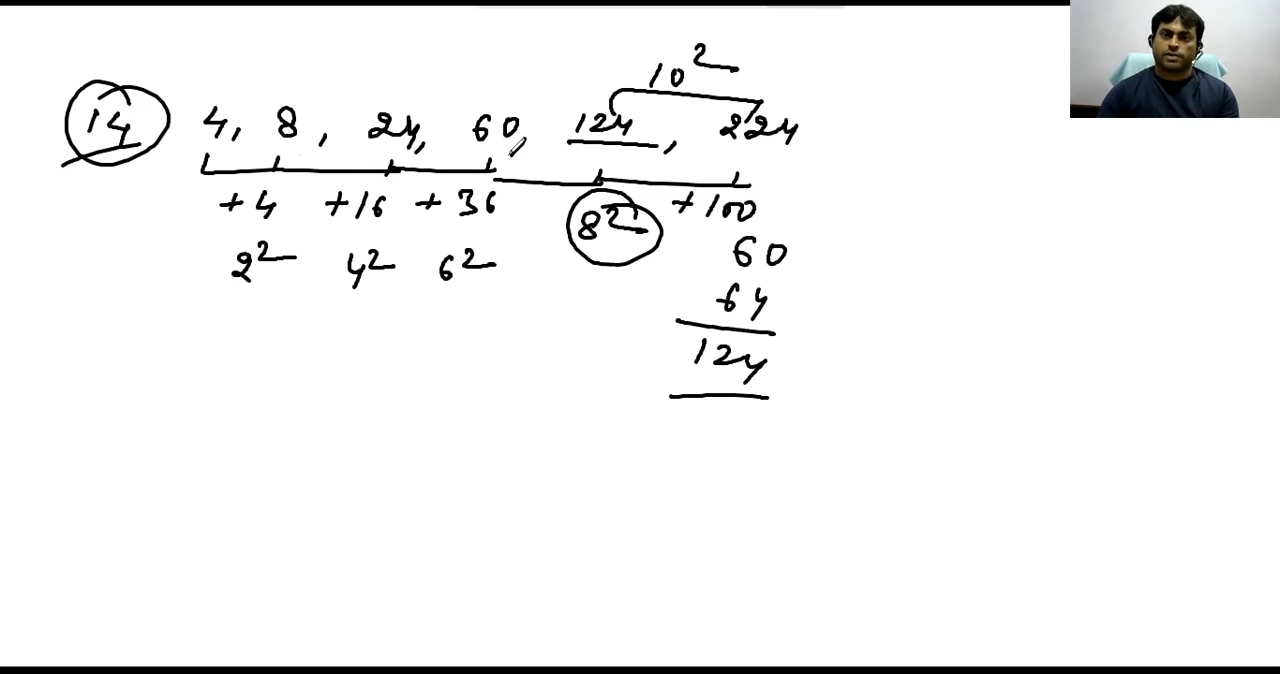 10²
14 4, 8, 24, 60, 124, 224
+4 +16 +36 8² +100
2² 4² 6²
60
64
124